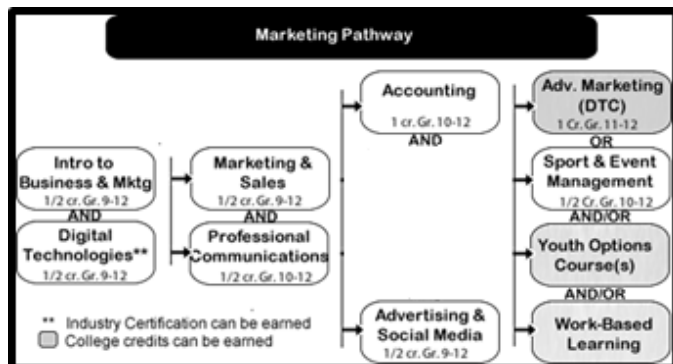 Marketing Pathway
Intro to
Business & Mktg
1/2 cr. Gr. 9-12
AND
Digital
Technologies**
1/2 cr. Gr. 9-12
Marketing &
Sales
1/2 cr. Gr. 9-12
AND
Professional
Communications
1/2 cr. Gr. 10-12
Accounting
1 cr. Gr. 10-12
AND
Advertising &
Social Media
1/2 cr. Gr. 9-12
Adv. Marketing
(DTC)
1 Cr. Gr. 11-12
OR
Sport & Event
Management
1/2 Cr. Gr. 10-12
AND/OR
Youth Options
Course(s)
AND/OR
Work-Based
Learning
** Industry Certification can be earned
College credits can be earned